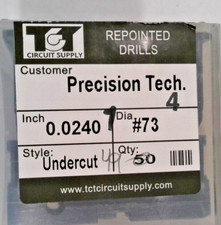 TCT
CIRCUIT SUPPLY
REPOINTED
DRILLS
Customer
Precision Tech.
4
Inch
0.0240
Dia
#73
Style:
Undercut
Qty:
50
www.tctcircuitsupply.com